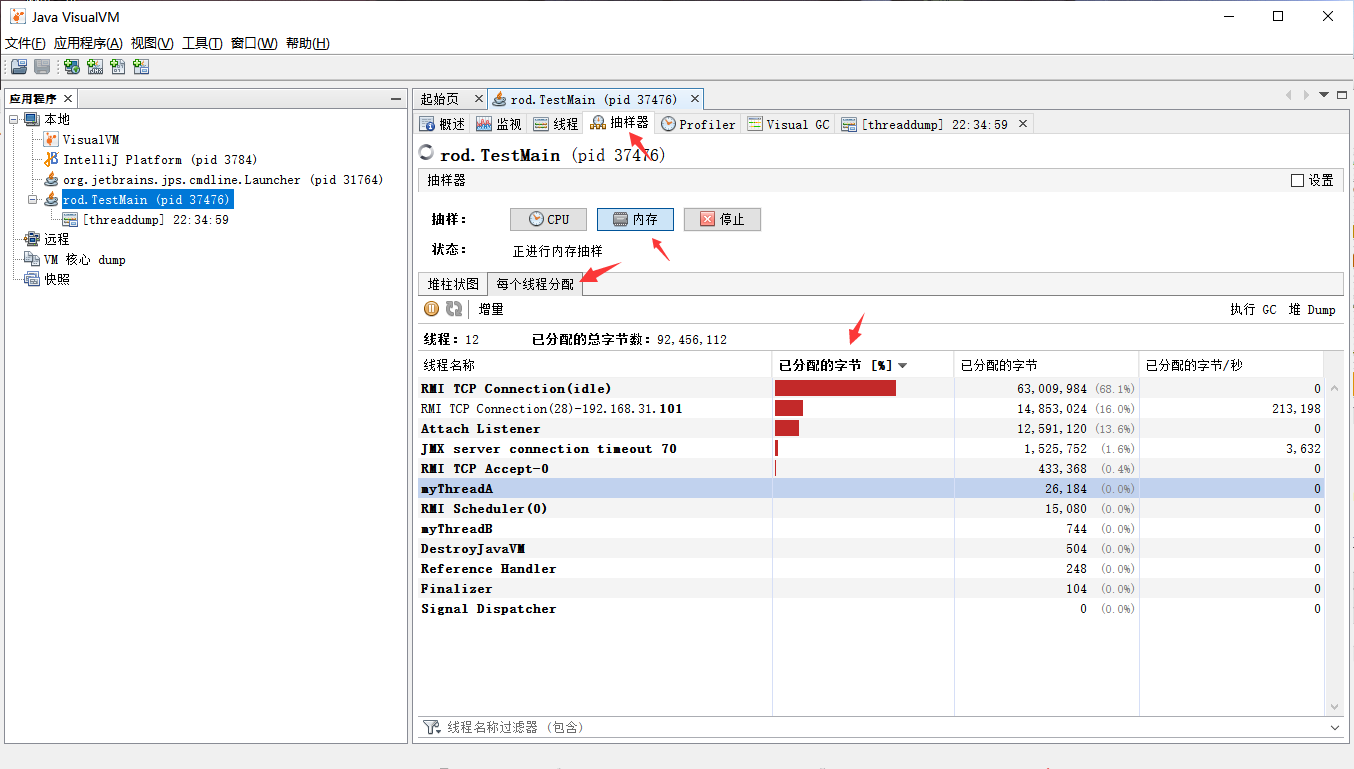 Java VisualVM
文件(F) 应用程序(A) 视图(V) 工具(T) 窗口(W) 帮助(H)
应用程序
本地
VisualVM
IntelliJ Platform (pid 3784)
org.jetbrains.jps.cmdline.Launcher (pid 31764)
rod.TestMain (pid 37476)
[threaddump] 22:34:59
远程
VM 核心 dump
快照
起始页 rod.TestMain (pid 37476)
概述 监视 线程 抽样器 Profiler Visual GC [threaddump] 22:34:59
rod.TestMain (pid 37476)
抽样器 设置
抽样： CPU 内存 停止
状态： 正进行内存抽样
堆柱状图 每个线程分配
增量 执行 GC 堆 Dump
线程：12 已分配的总字节数：92,456,112
线程名称 已分配的字节 [%] 已分配的字节 已分配的字节/秒
RMI TCP Connection(idle) 63,009,984 (68.1%) 0
RMI TCP Connection(28)-192.168.31.101 14,853,024 (16.0%) 213,198
Attach Listener 12,591,120 (13.6%) 0
JMX server connection timeout 70 1,525,752 (1.6%) 3,632
RMI TCP Accept-0 433,368 (0.4%) 0
myThreadA 26,184 (0.0%) 0
RMI Scheduler(0) 15,080 (0.0%) 0
myThreadB 744 (0.0%) 0
DestroyJavaVM 504 (0.0%) 0
Reference Handler 248 (0.0%) 0
Finalizer 104 (0.0%) 0
Signal Dispatcher 0 (0.0%) 0
线程名称过滤器 （包含）